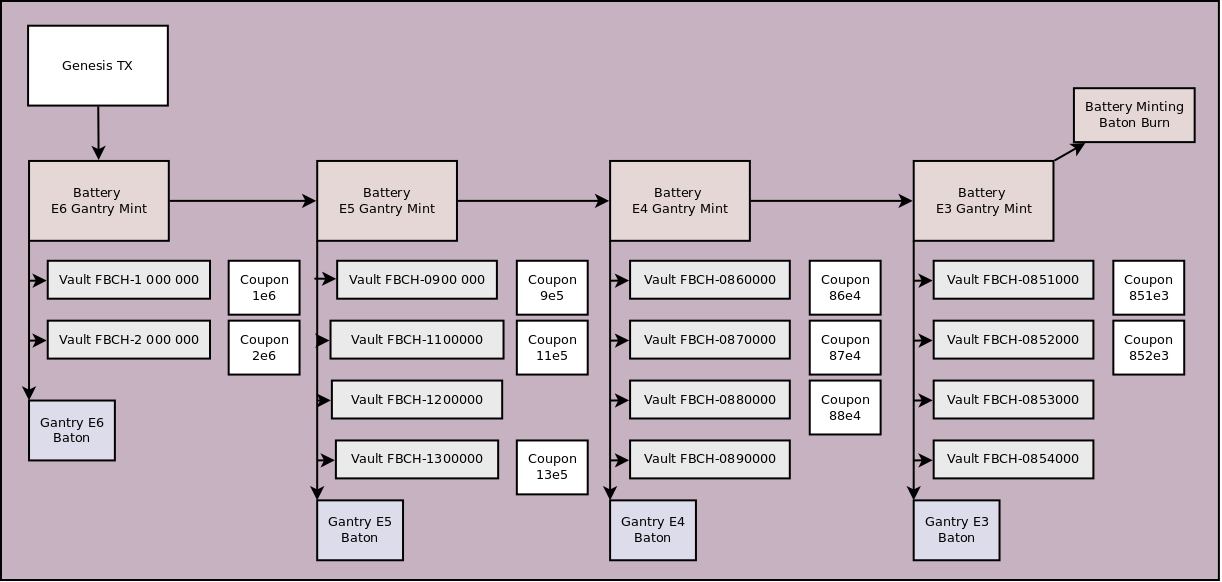 Genesis TX
Battery Minting
Baton Burn
Battery
E6 Gantry Mint
Battery
E5 Gantry Mint
Battery
E4 Gantry Mint
Battery
E3 Gantry Mint
Vault FBCH-1 000 000
Coupon
1e6
Vault FBCH-2 000 000
Coupon
2e6
Gantry E6
Baton
Vault FBCH-0900 000
Coupon
9e5
Vault FBCH-1100000
Coupon
11e5
Vault FBCH-1200000
Vault FBCH-1300000
Coupon
13e5
Gantry E5
Baton
Vault FBCH-0860000
Coupon
86e4
Vault FBCH-0870000
Coupon
87e4
Vault FBCH-0880000
Coupon
88e4
Vault FBCH-0890000
Gantry E4
Baton
Vault FBCH-0851000
Coupon
851e3
Vault FBCH-0852000
Coupon
852e3
Vault FBCH-0853000
Vault FBCH-0854000
Gantry E3
Baton